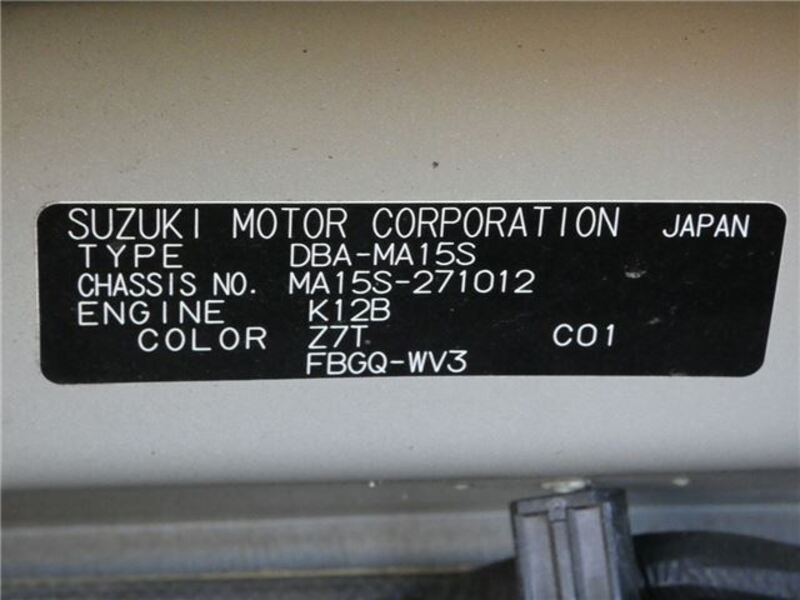 SUZUKI MOTOR CORPORATION JAPAN
TYPE DBA-MA15S
CHASSIS NO. MA15S-271012
ENGINE K12B
COLOR Z7T C01
FBGQ-WV3